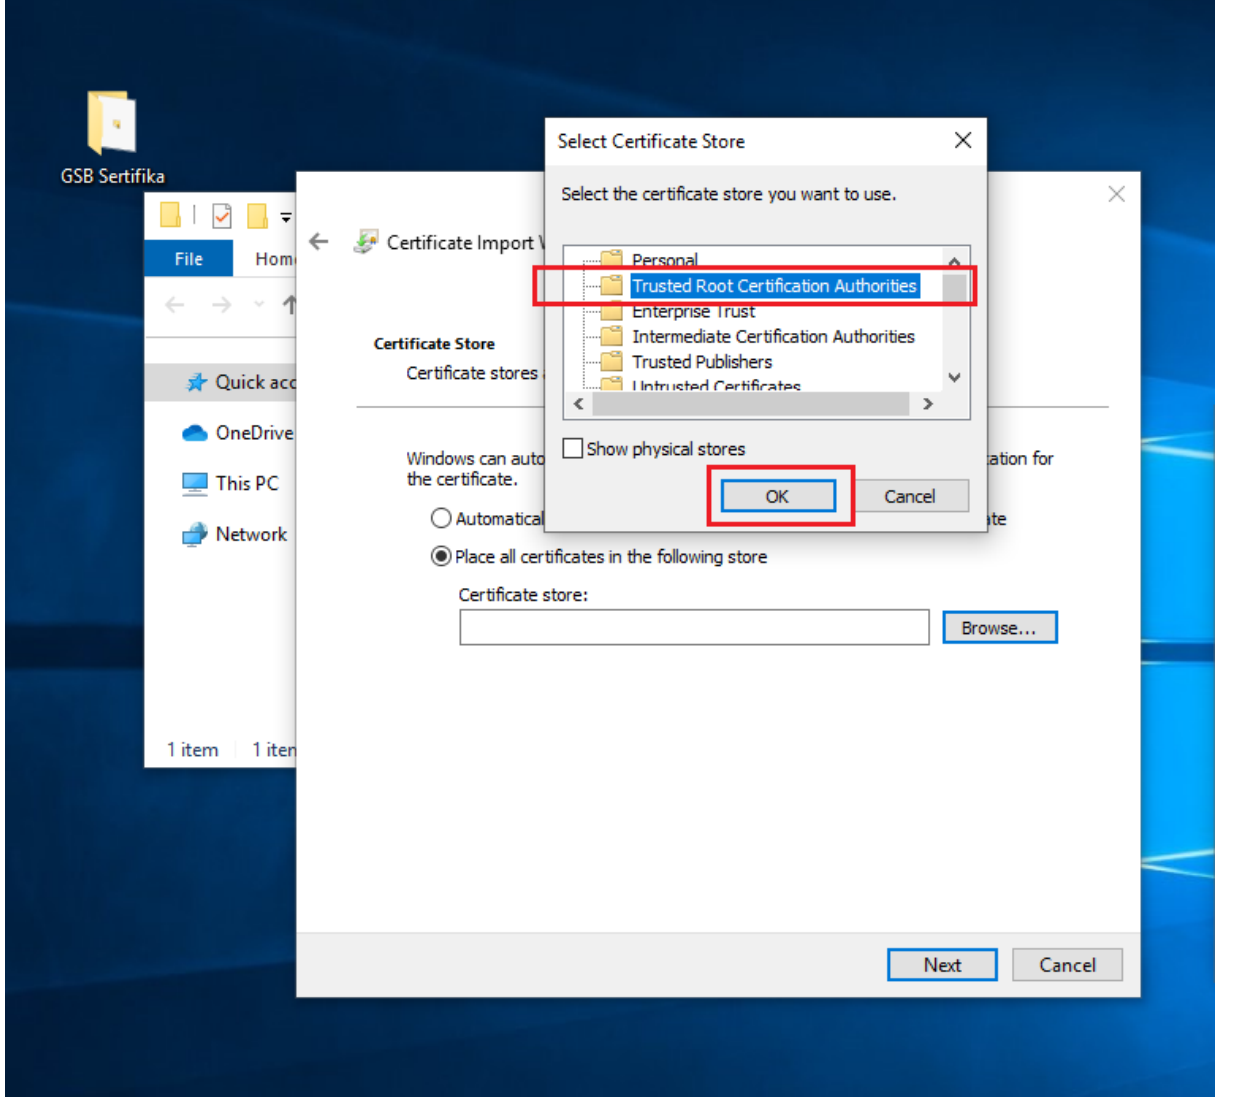 GSB Sertifika
File
Home
Quick acc
OneDrive
This PC
Network
1 item
1 iten
Certificate Import
Certificate Store
Certificate stores
Windows can auto
ation for
the certificate.
Automatical
ate
Place all certificates in the following store
Certificate store:
Browse...
Next
Cancel
Select Certificate Store
Select the certificate store you want to use.
Personal
Trusted Root Certification Authorities
Enterprise Trust
Intermediate Certification Authorities
Trusted Publishers
Untrusted Certificates
Show physical stores
OK
Cancel